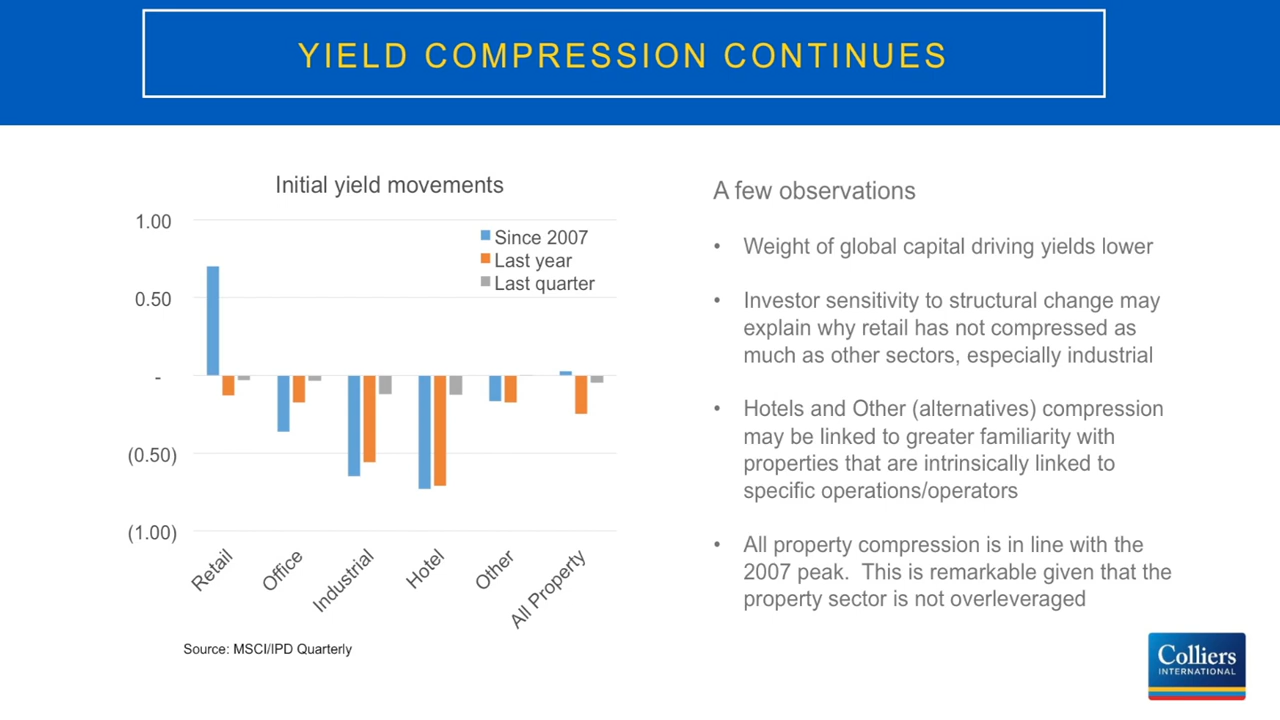 YIELD COMPRESSION CONTINUES
Initial yield movements
1.00
0.50
-
(0.50)
(1.00)
Since 2007
Last year
Last quarter
Retail
Office
Industrial
Hotel
Other
All Property
Source: MSCI/IPD Quarterly
A few observations
• Weight of global capital driving yields lower
• Investor sensitivity to structural change may
explain why retail has not compressed as
much as other sectors, especially industrial
• Hotels and Other (alternatives) compression
may be linked to greater familiarity with
properties that are intrinsically linked to
specific operations/operators
• All property compression is in line with the
2007 peak.  This is remarkable given that the
property sector is not overleveraged
Colliers
INTERNATIONAL